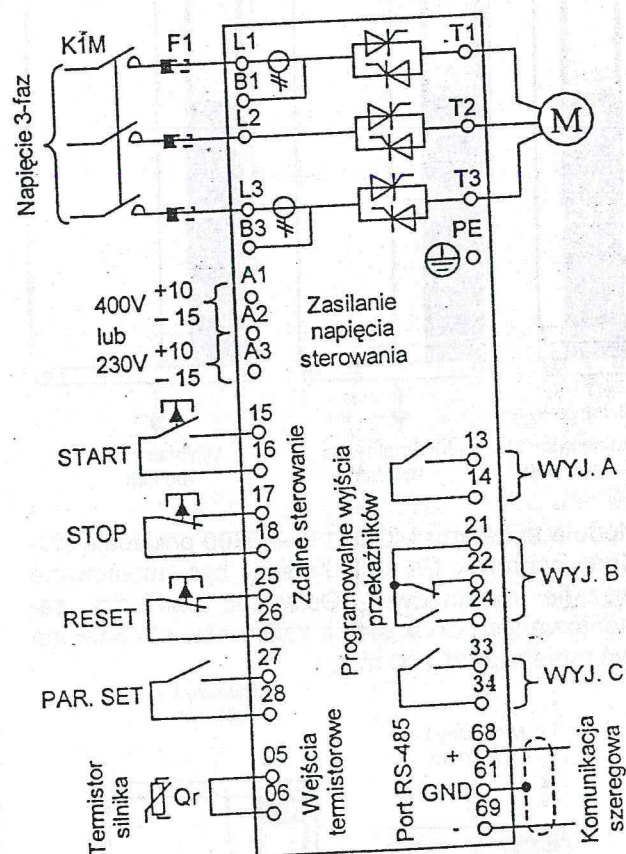 K1M
F1
L1
B1
L2
L3
B3
T1
T2
T3
M
PE
Napięcie 3-faz
A1
A2
A3
400V +10
– 15
lub
230V +10
– 15
Zasilanie
napięcia
sterowania
START
15
16
STOP
17
18
RESET
25
26
PAR. SET
27
28
Zdalne sterowanie
Termistor
silnika
Qr
05
06
Wejścia
termistorowe
Programowalne wyjścia
przekaźników
13
14
WYJ. A
21
22
24
WYJ. B
33
34
WYJ. C
Port RS-485
68
+
61
GND
69
-
Komunikacja
szeregowa